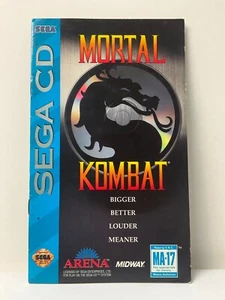 SEGA
SEGA CD
MORTAL
KOMBAT
BIGGER
BETTER
LOUDER
MEANER
ARENA
MIDWAY
MA-17